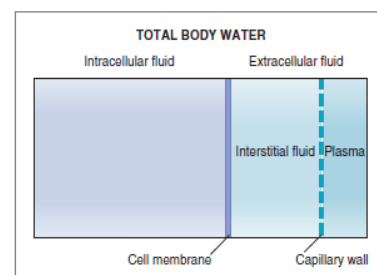 TOTAL BODY WATER
Intracellular fluid Extracellular fluid
Interstitial fluid Plasma
Cell membrane Capillary wall